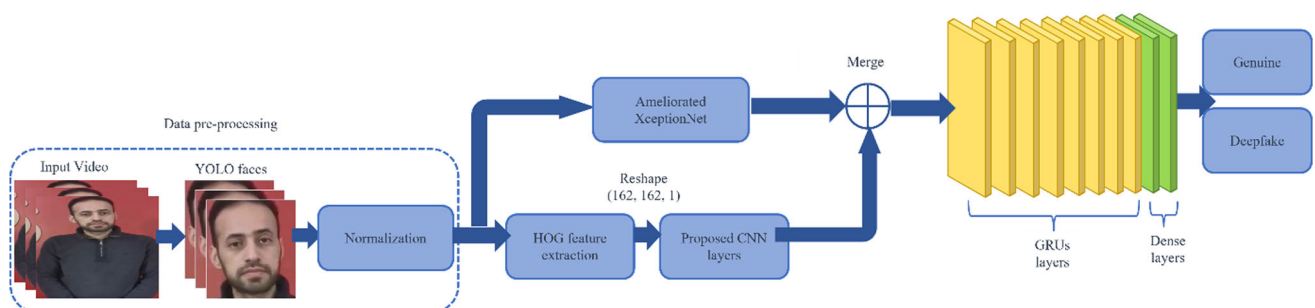 Data pre-processing
Input Video
YOLO faces
Normalization
Ameliorated
XceptionNet
Reshape
(162, 162, 1)
HOG feature
extraction
Proposed CNN
layers
Merge
GRUs
layers
Dense
layers
Genuine
Deepfake